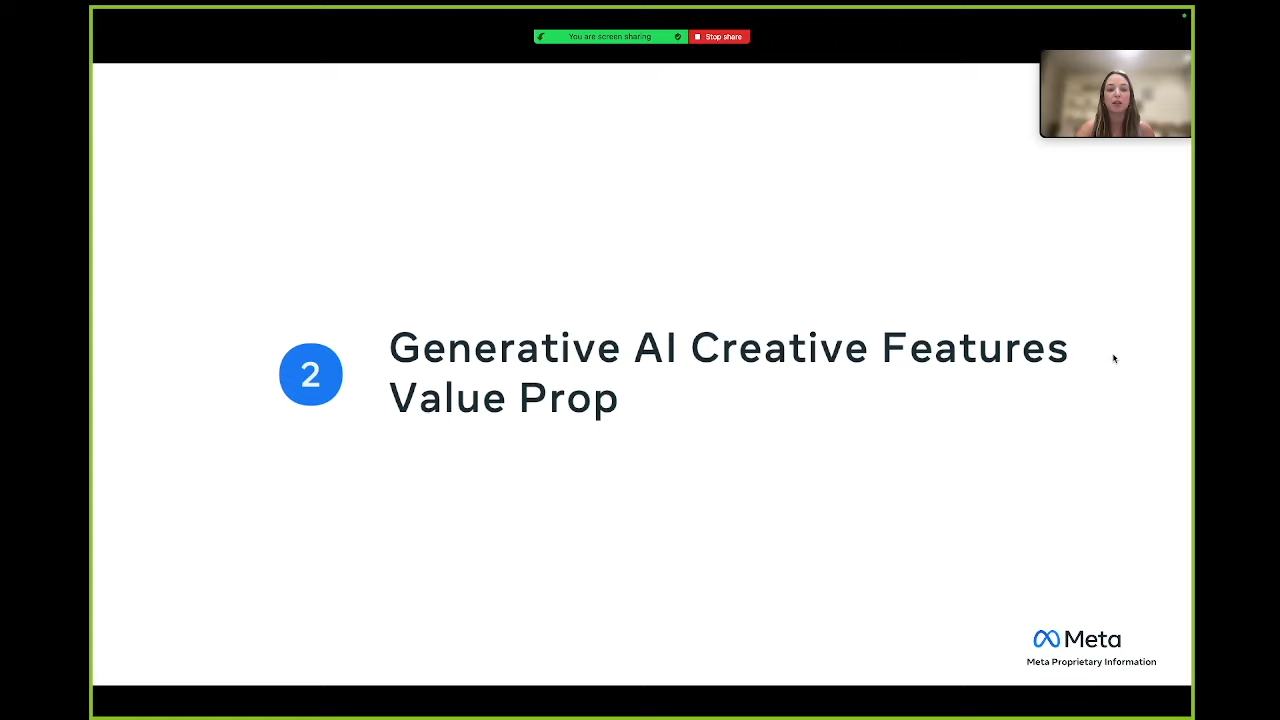 You are screen sharing
Stop share
2
Generative AI Creative Features
Value Prop
Meta
Meta Proprietary Information